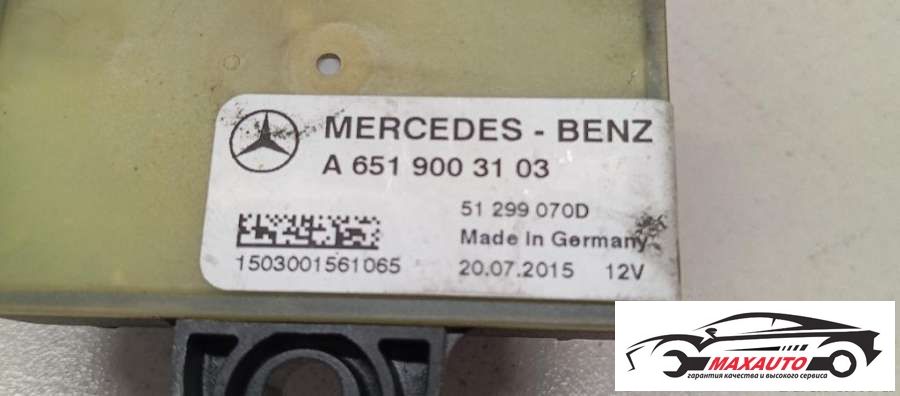 MERCEDES - BENZ
A 651 900 31 03
51 299 070D
Made In Germany
1503001561065
20.07.2015 12V
MAXAUTO
гарантия качества и высокого сервиса